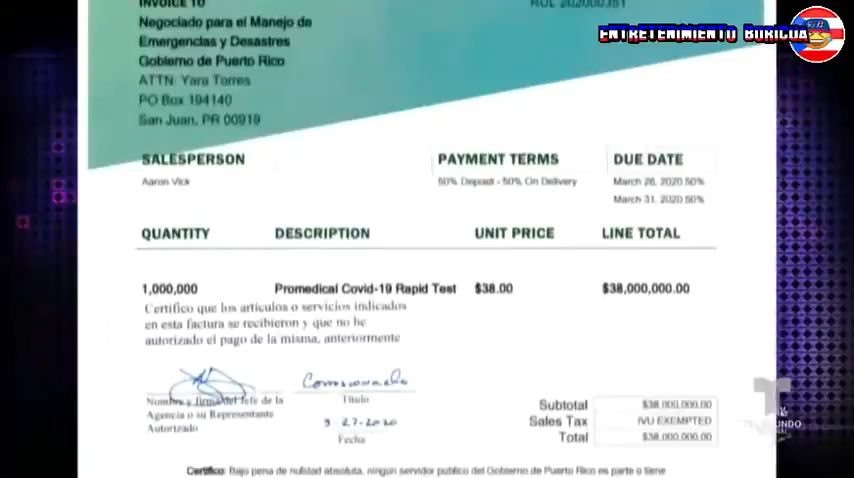 INVOICE TO
ENTRETENIMIENTO BORICUA
Negociado para el Manejo de
Emergencias y Desastres
Gobierno de Puerto Rico
ATTN: Yara Torres
PO Box 194140
San Juan, PR 00919
SALESPERSON PAYMENT TERMS DUE DATE
Aaron Vick 50% Deposit - 50% On Delivery March 26, 2020 50%
March 31, 2020 50%
QUANTITY DESCRIPTION UNIT PRICE LINE TOTAL
1,000,000 Promedical Covid-19 Rapid Test $38.00 $38,000,000.00
Certifico que los artículos o servicios indicados
en esta factura se recibieron y que no he
autorizado el pago de la misma, anteriormente
Comisionado
Nombre y firma del Jefe de la Título
Agencia o su Representante
Autorizado
3 27-2020
Fecha
Subtotal $38,000,000.00
Sales Tax IVU EXEMPTED
Total $38,000,000.00
TELEMUNDO
Certifico: Bajo pena de nulidad absoluta, ningún servidor público del Gobierno de Puerto Rico es parte o tiene